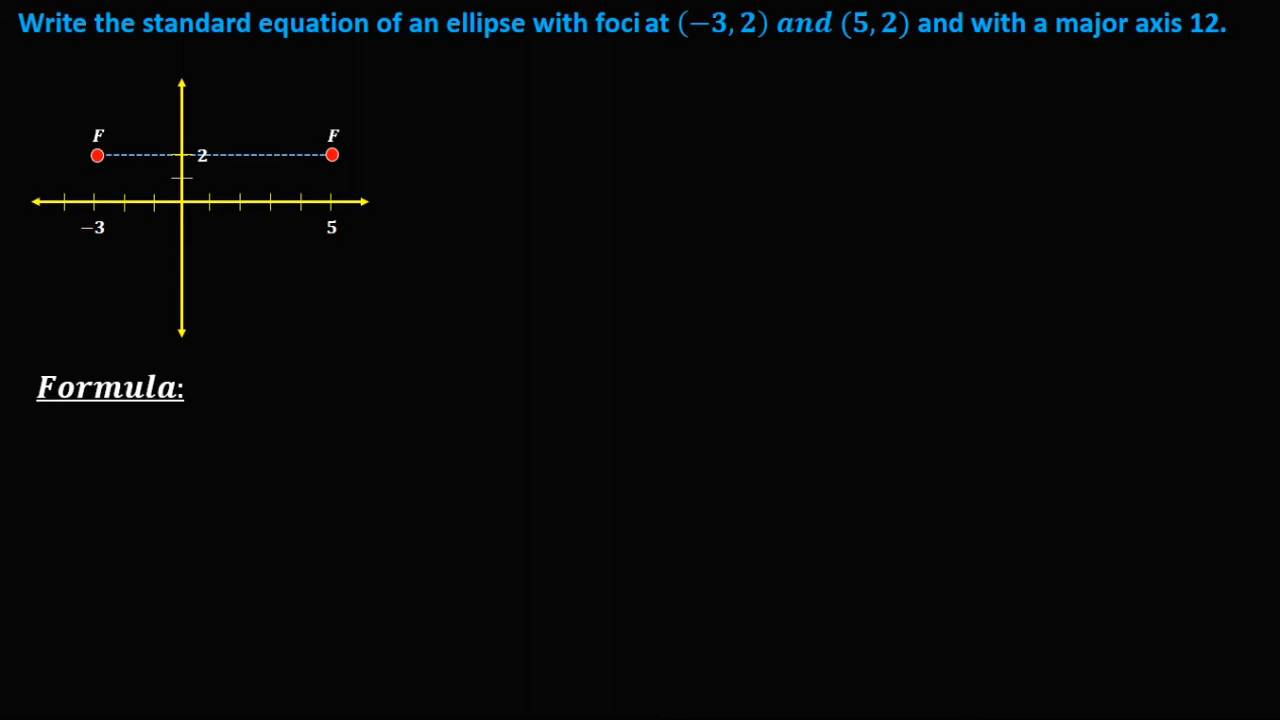 Write the standard equation of an ellipse with foci at (−3, 2) and (5, 2) and with a major axis 12.
F F
2
−3 5
Formula: